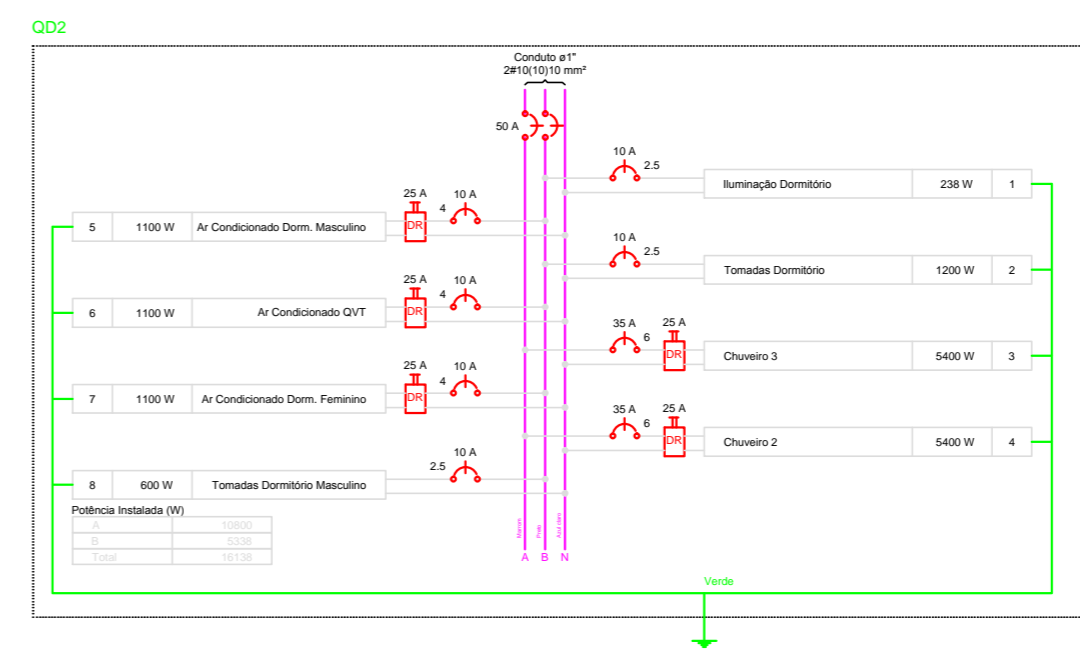 QD2
Conduto ø1"
2#10(10)10 mm²
50 A
10 A
2.5
Iluminação Dormitório 238 W 1
25 A
10 A
4
DR
5 1100 W Ar Condicionado Dorm. Masculino
10 A
2.5
Tomadas Dormitório 1200 W 2
25 A
10 A
4
DR
6 1100 W Ar Condicionado QVT
35 A
6
25 A
DR
Chuveiro 3 5400 W 3
25 A
10 A
4
DR
7 1100 W Ar Condicionado Dorm. Feminino
35 A
6
25 A
DR
Chuveiro 2 5400 W 4
10 A
2.5
8 600 W Tomadas Dormitório Masculino
Potência Instalada (W)
A 10800
B 5338
Total 16138
Marrom
Preto
Azul claro
A B N
Verde